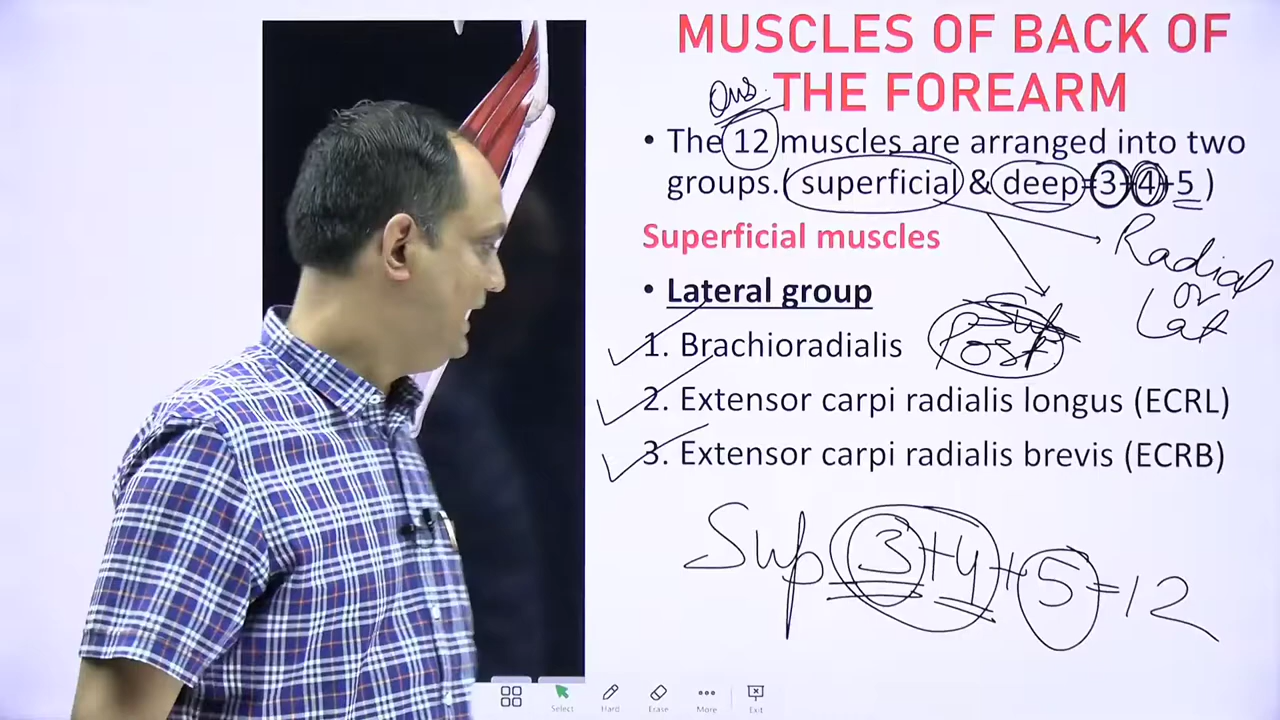 MUSCLES OF BACK OF
THE FOREARM
Ans.
• The 12 muscles are arranged into two
groups.( superficial & deep=3+4+5 )
Superficial muscles
Radial
or
Lat
• Lateral group
Post
1. Brachioradialis
2. Extensor carpi radialis longus (ECRL)
3. Extensor carpi radialis brevis (ECRB)
Sup 3+4+5=12
Select
Hard
Erase
More
Exit